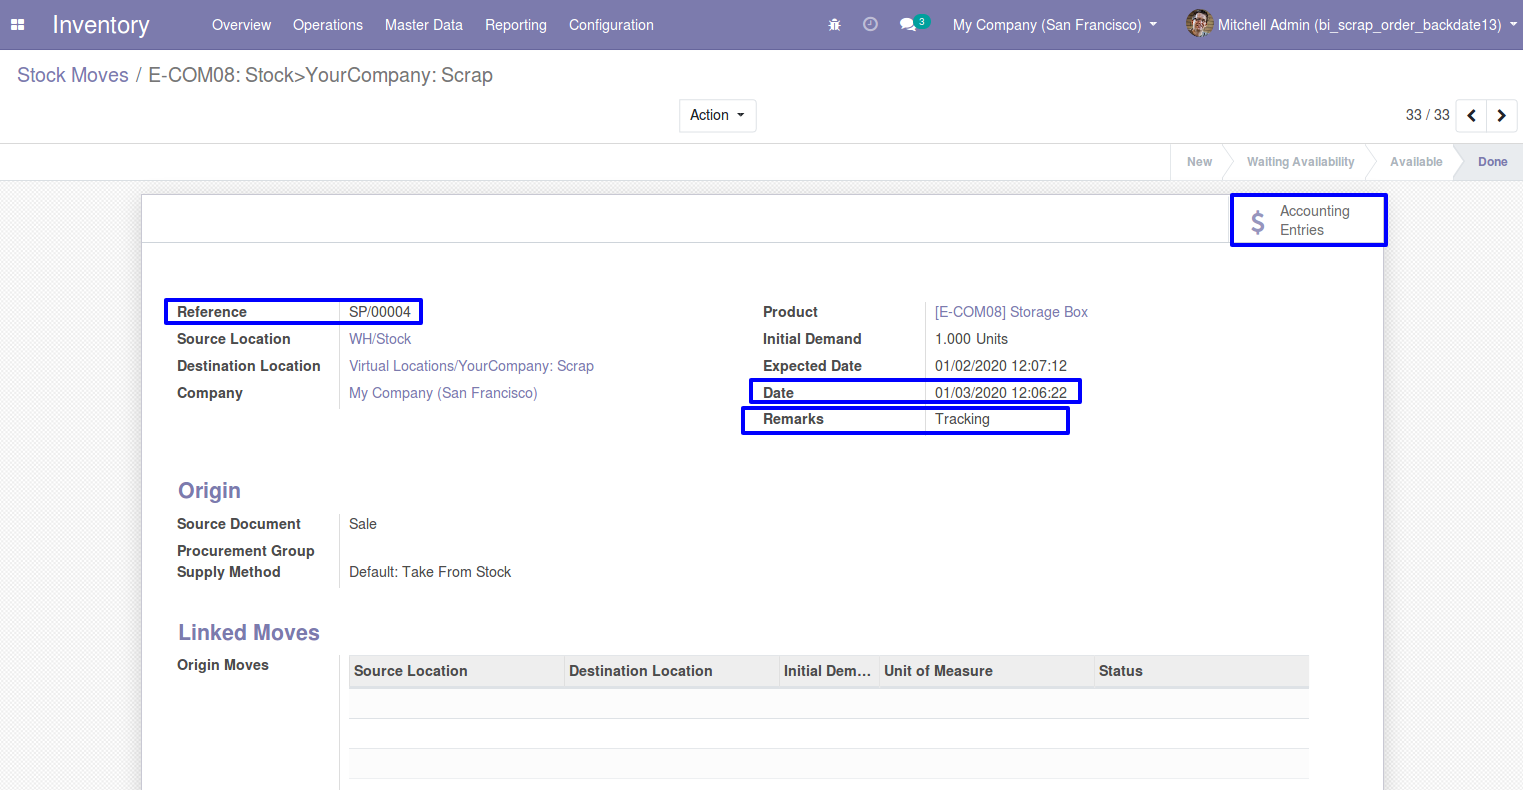 Inventory Overview Operations Master Data Reporting Configuration 3 My Company (San Francisco) Mitchell Admin (bi_scrap_order_backdate13)
Stock Moves / E-COM08: Stock>YourCompany: Scrap
Action 33 / 33
New Waiting Availability Available Done
$ Accounting
Entries
Reference SP/00004
Source Location WH/Stock
Destination Location Virtual Locations/YourCompany: Scrap
Company My Company (San Francisco)
Product [E-COM08] Storage Box
Initial Demand 1.000 Units
Expected Date 01/02/2020 12:07:12
Date 01/03/2020 12:06:22
Remarks Tracking
Origin
Source Document Sale
Procurement Group
Supply Method Default: Take From Stock
Linked Moves
Origin Moves Source Location Destination Location Initial Dem... Unit of Measure Status